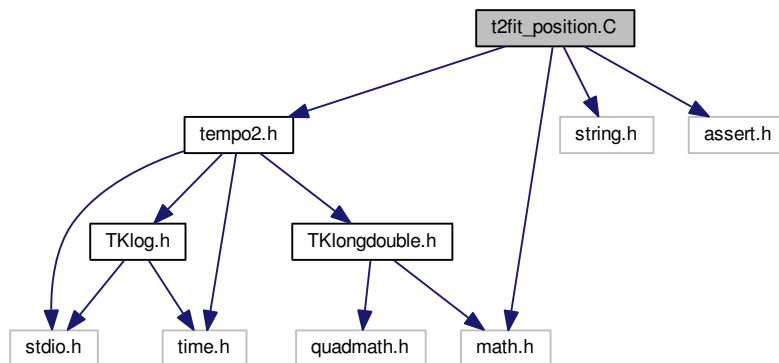 t2fit_position.C
tempo2.h
string.h
assert.h
TKlog.h
TKlongdouble.h
stdio.h
time.h
quadmath.h
math.h